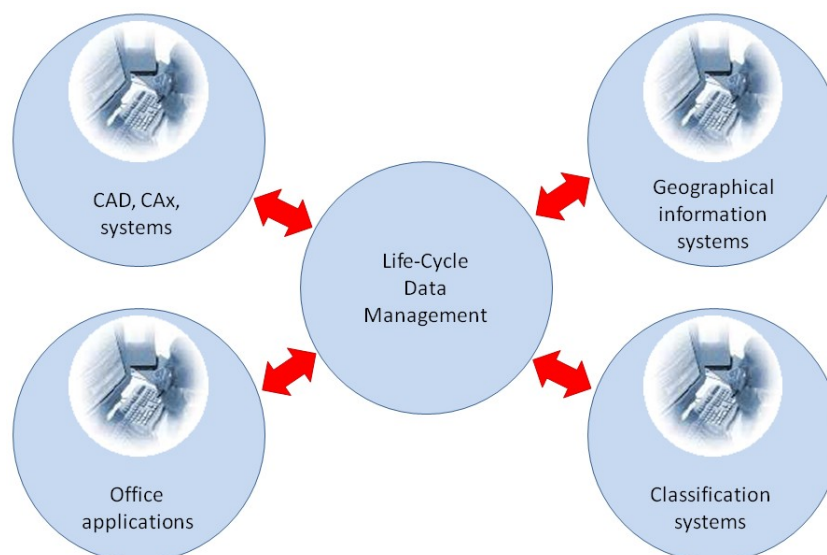 CAD, CAx,
systems
Geographical
information
systems
Life-Cycle
Data
Management
Office
applications
Classification
systems